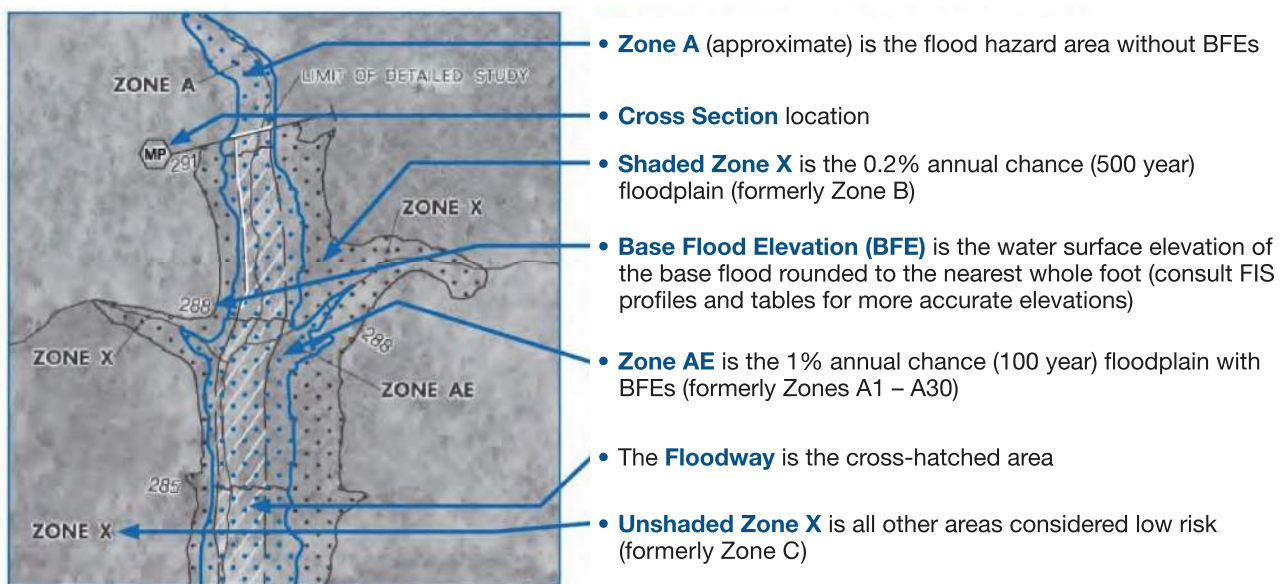 • Zone A (approximate) is the flood hazard area without BFEs
ZONE A
LIMIT OF DETAILED STUDY
• Cross Section location
MP
291
• Shaded Zone X is the 0.2% annual chance (500 year)
floodplain (formerly Zone B)
ZONE X
• Base Flood Elevation (BFE) is the water surface elevation of
the base flood rounded to the nearest whole foot (consult FIS
profiles and tables for more accurate elevations)
288
288
ZONE X
• Zone AE is the 1% annual chance (100 year) floodplain with
BFEs (formerly Zones A1 – A30)
ZONE AE
• The Floodway is the cross-hatched area
285
ZONE X
• Unshaded Zone X is all other areas considered low risk
(formerly Zone C)